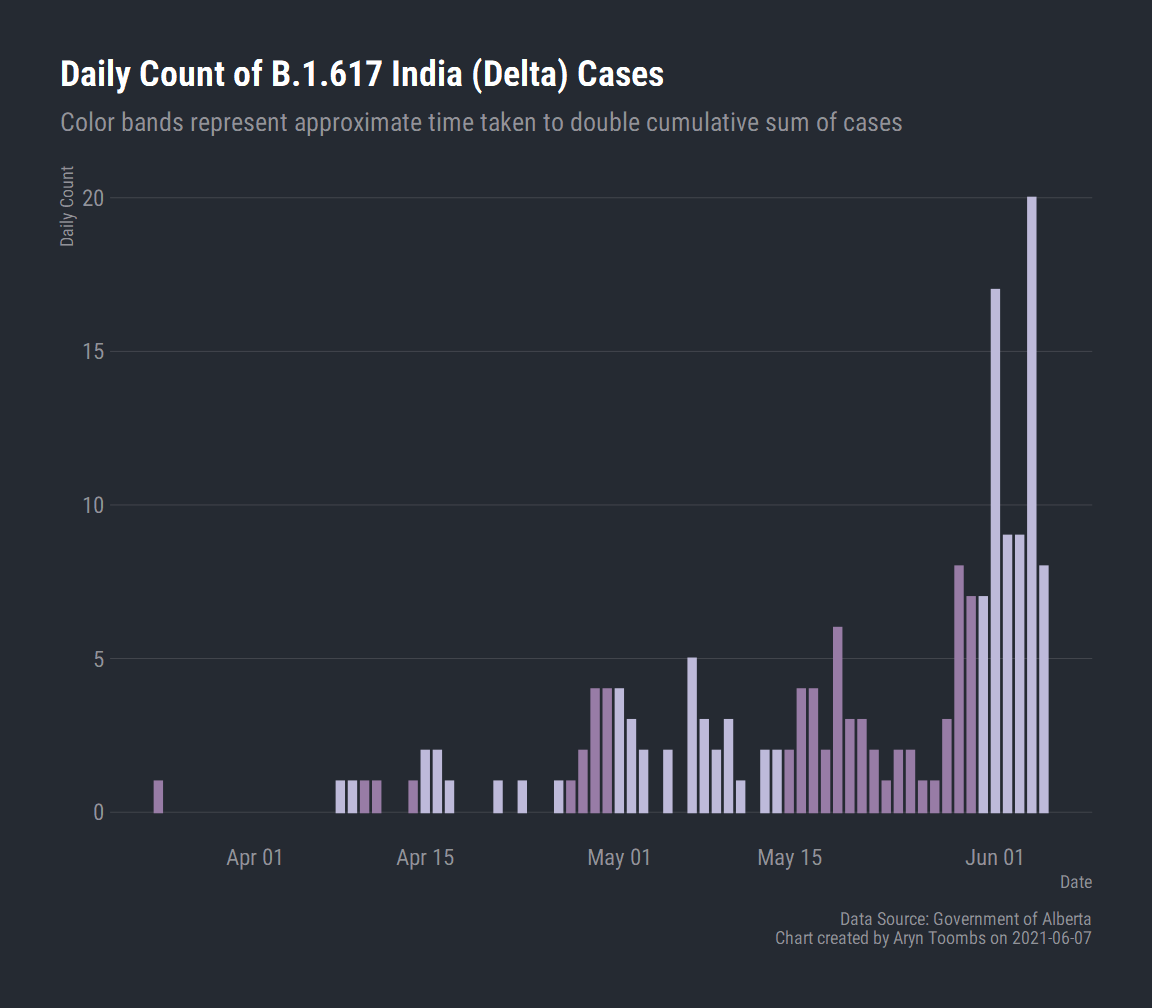 Daily Count of B.1.617 India (Delta) Cases
Color bands represent approximate time taken to double cumulative sum of cases
Daily Count
20
15
10
5
0
Apr 01
Apr 15
May 01
May 15
Jun 01
Date
Data Source: Government of Alberta
Chart created by Aryn Toombs on 2021-06-07